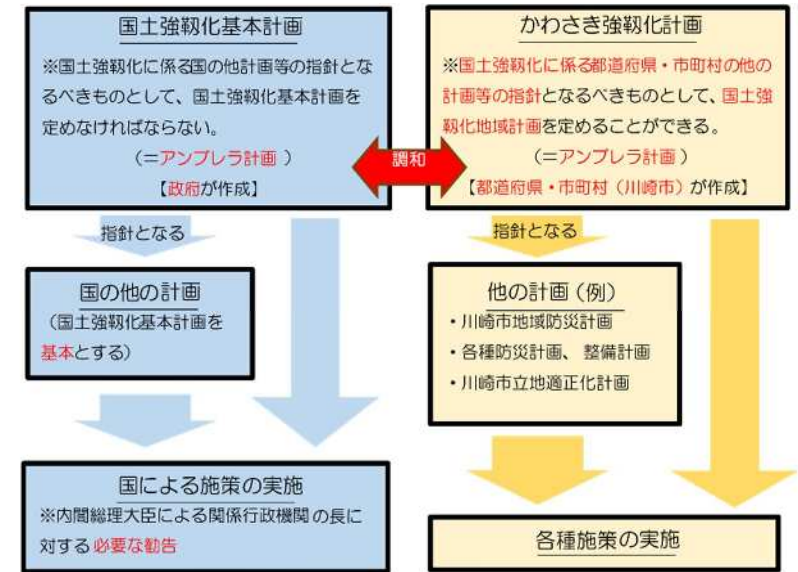 国土強靱化基本計画
※国土強靱化に係る国の他計画等の指針とな
るべきものとして、国土強靱化基本計画を
定めなければならない。
(=アンブレラ計画 )
【政府が作成】
調和
かわさき強靱化計画
※国土強靱化に係る都道府県・市町村の他の
計画等の指針となるべきものとして、国土強
靱化地域計画を定めることができる。
(=アンブレラ計画 )
【都道府県・市町村(川崎市)が作成】
指針となる
国の他の計画
(国土強靱化基本計画を
基本とする)
国による施策の実施
※内閣総理大臣による関係行政機関の長に
対する必要な勧告
指針となる
他の計画(例)
・川崎市地域防災計画
・各種防災計画、整備計画
・川崎市立地適正化計画
各種施策の実施